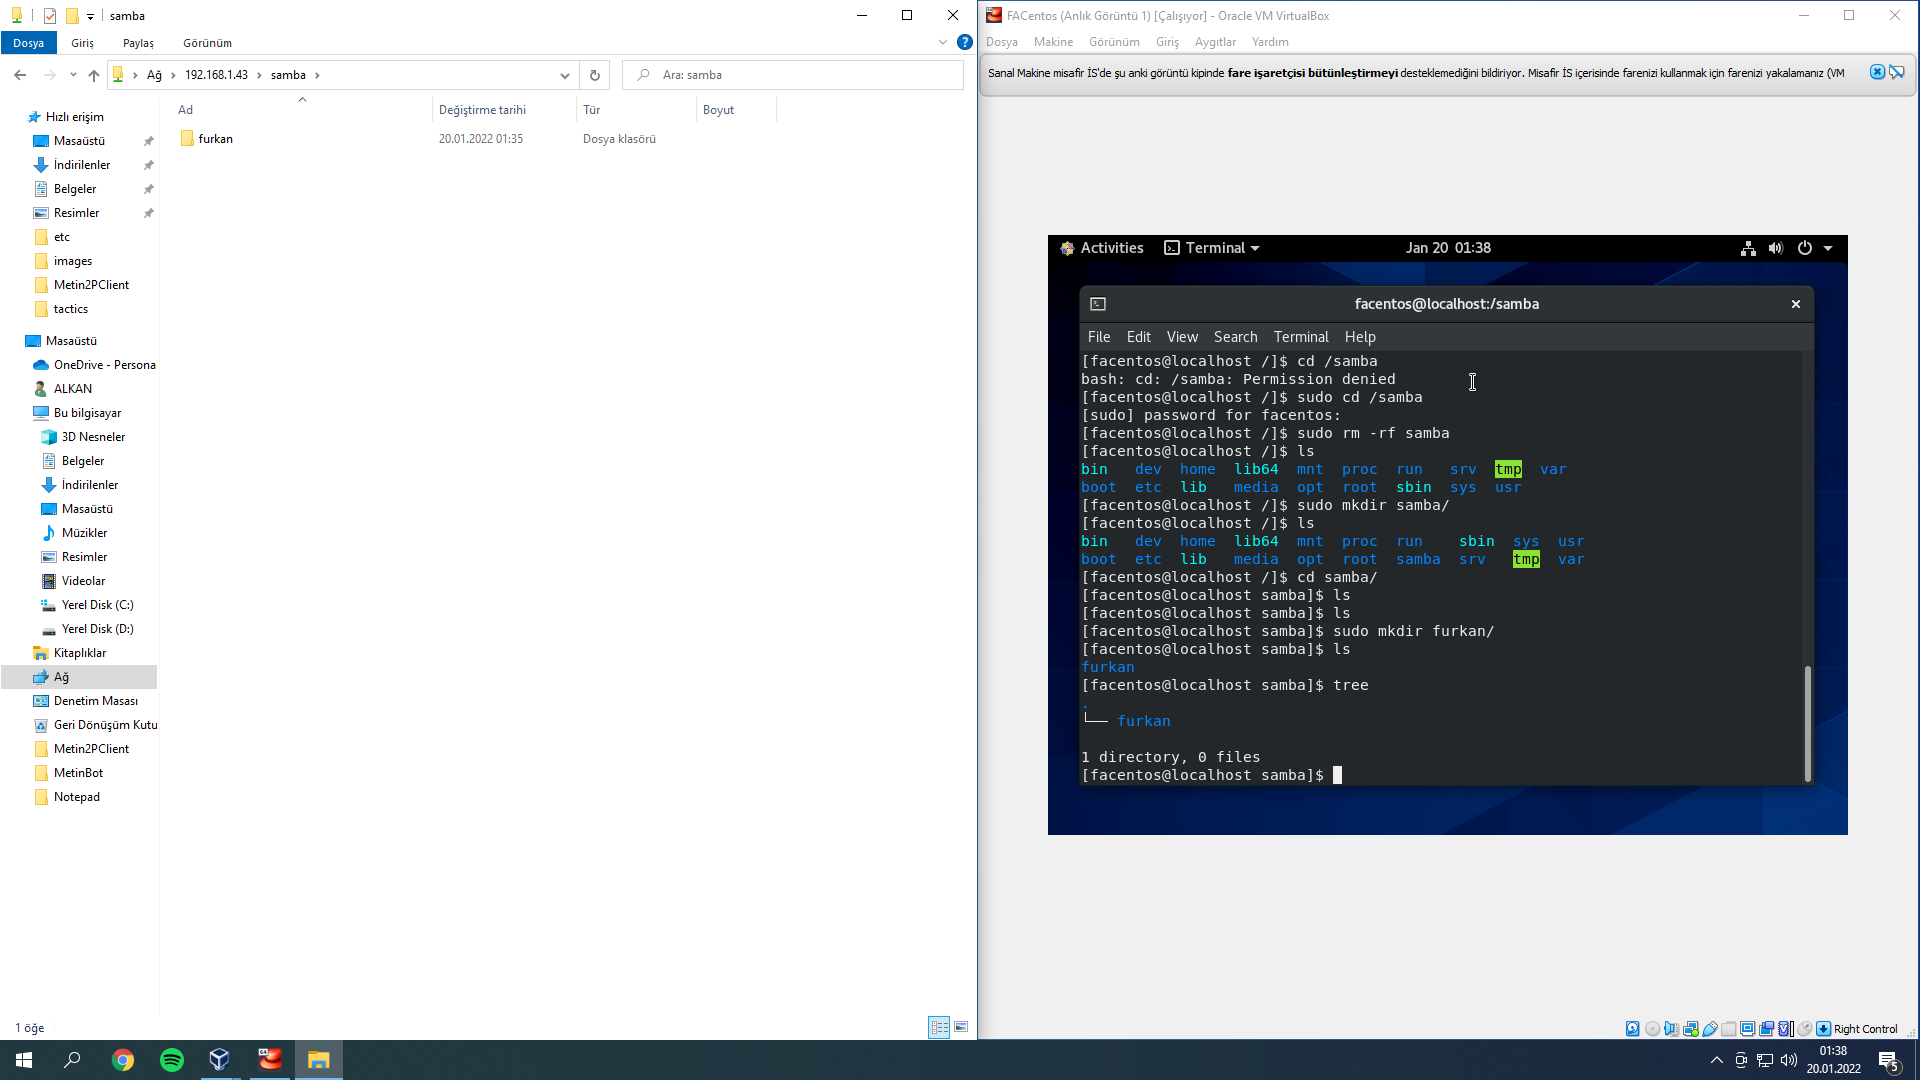 samba
Dosya
Giriş
Paylaş
Görünüm
Ağ
192.168.1.43
samba
Ara: samba
Ad
Değiştirme tarihi
Tür
Boyut
furkan
20.01.2022 01:35
Dosya klasörü
Hızlı erişim
Masaüstü
İndirilenler
Belgeler
Resimler
etc
images
Metin2PClient
tactics
Masaüstü
OneDrive - Persona
ALKAN
Bu bilgisayar
3D Nesneler
Belgeler
İndirilenler
Masaüstü
Müzikler
Resimler
Videolar
Yerel Disk (C:)
Yerel Disk (D:)
Kitaplıklar
Ağ
Denetim Masası
Geri Dönüşüm Kutu
Metin2PClient
MetinBot
Notepad
1 öğe
FACentos (Anlık Görüntü 1) [Çalışıyor] - Oracle VM VirtualBox
Dosya Makine Görünüm Giriş Aygıtlar Yardım
Sanal Makine misafir İS'de şu anki görüntü kipinde fare işaretçisi bütünleştirmeyi desteklemediğini bildiriyor. Misafir İS içerisinde farenizi kullanmak için farenizi yakalamanız (VM
Activities Terminal Jan 20 01:38
facentos@localhost:/samba
File Edit View Search Terminal Help
[facentos@localhost /]$ cd /samba
bash: cd: /samba: Permission denied
[facentos@localhost /]$ sudo cd /samba
[sudo] password for facentos:
[facentos@localhost /]$ sudo rm -rf samba
[facentos@localhost /]$ ls
bin dev home lib64 mnt proc run srv tmp var
boot etc lib media opt root sbin sys usr
[facentos@localhost /]$ sudo mkdir samba/
[facentos@localhost /]$ ls
bin dev home lib64 mnt proc run sbin sys usr
boot etc lib media opt root samba srv tmp var
[facentos@localhost /]$ cd samba/
[facentos@localhost samba]$ ls
[facentos@localhost samba]$ ls
[facentos@localhost samba]$ sudo mkdir furkan/
[facentos@localhost samba]$ ls
furkan
[facentos@localhost samba]$ tree
.
└── furkan
1 directory, 0 files
[facentos@localhost samba]$
Right Control
01:38
20.01.2022
5